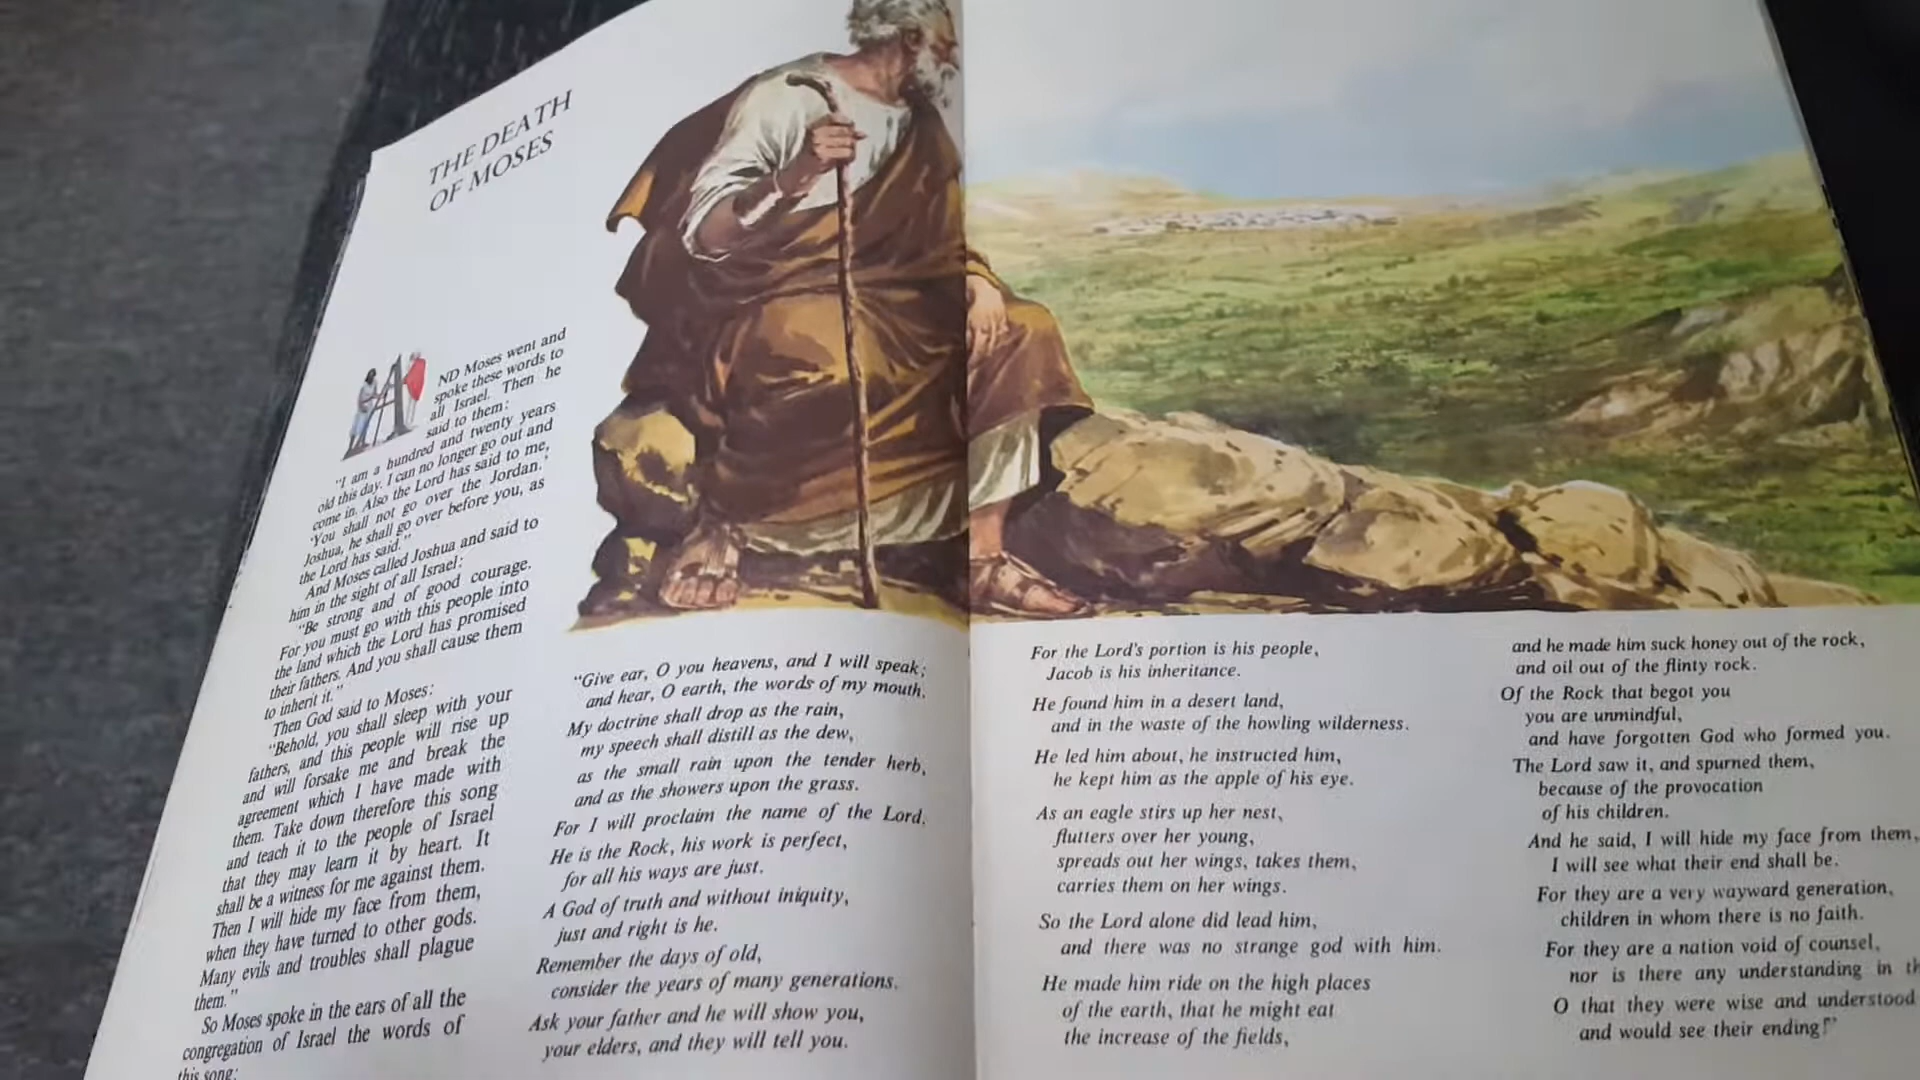 THE DEATH
OF MOSES
ND Moses went and
spoke these words to
all Israel. Then he
said to them:
"I am a hundred and twenty years
old this day. I can no longer go out and
come in. Also the Lord has said to me,
'You shall not go over the Jordan.'
Joshua, he shall go over before you, as
the Lord has said."
And Moses called Joshua and said to
him in the sight of all Israel:
"Be strong and of good courage.
For you must go with this people into
the land which the Lord has promised
their fathers. And you shall cause them
to inherit it."
Then God said to Moses:
"Behold, you shall sleep with your
fathers, and this people will rise up
and will forsake me and break the
agreement which I have made with
them. Take down therefore this song
and teach it to the people of Israel
that they may learn it by heart. It
shall be a witness for me against them.
Then I will hide my face from them,
when they have turned to other gods.
Many evils and troubles shall plague
them."
So Moses spoke in the ears of all the
congregation of Israel the words of
this song:
"Give ear, O you heavens, and I will speak;
and hear, O earth, the words of my mouth.
My doctrine shall drop as the rain,
my speech shall distill as the dew,
as the small rain upon the tender herb,
and as the showers upon the grass.
For I will proclaim the name of the Lord.
He is the Rock, his work is perfect,
for all his ways are just.
A God of truth and without iniquity,
just and right is he.
Remember the days of old,
consider the years of many generations.
Ask your father and he will show you,
your elders, and they will tell you.
For the Lord's portion is his people,
Jacob is his inheritance.
He found him in a desert land,
and in the waste of the howling wilderness.
He led him about, he instructed him,
he kept him as the apple of his eye.
As an eagle stirs up her nest,
flutters over her young,
spreads out her wings, takes them,
carries them on her wings.
So the Lord alone did lead him,
and there was no strange god with him.
He made him ride on the high places
of the earth, that he might eat
the increase of the fields,
and he made him suck honey out of the rock,
and oil out of the flinty rock.
Of the Rock that begot you
you are unmindful,
and have forgotten God who formed you.
The Lord saw it, and spurned them,
because of the provocation
of his children.
And he said, I will hide my face from them,
I will see what their end shall be.
For they are a very wayward generation,
children in whom there is no faith.
For they are a nation void of counsel,
nor is there any understanding in
O that they were wise and understood
and would see their ending!"